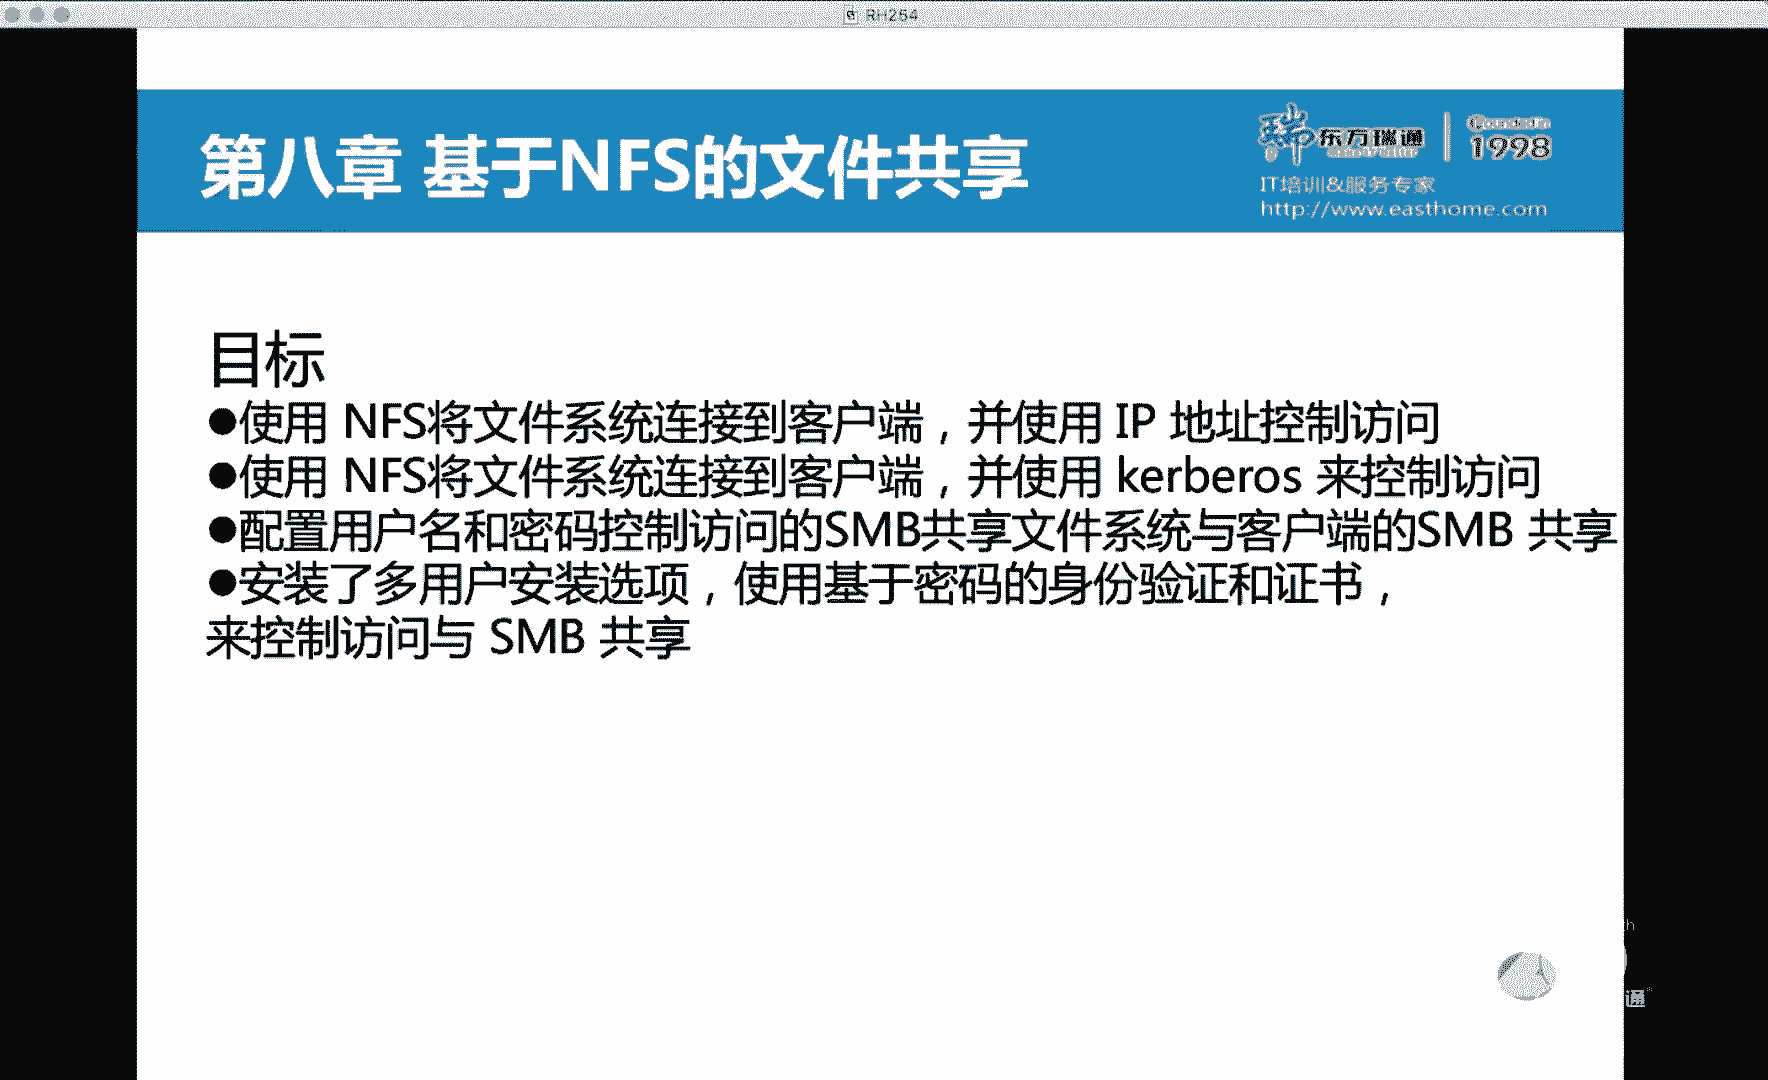 RH254
第八章 基于NFS的文件共享
东方瑞通
1998
IT培训&服务专家
http://www.easthome.com
目标
●使用 NFS将文件系统连接到客户端，并使用 IP 地址控制访问
●使用 NFS将文件系统连接到客户端，并使用 kerberos 来控制访问
●配置用户名和密码控制访问的SMB共享文件系统与客户端的SMB 共享
●安装了多用户安装选项，使用基于密码的身份验证和证书，
来控制访问与 SMB 共享
th
通